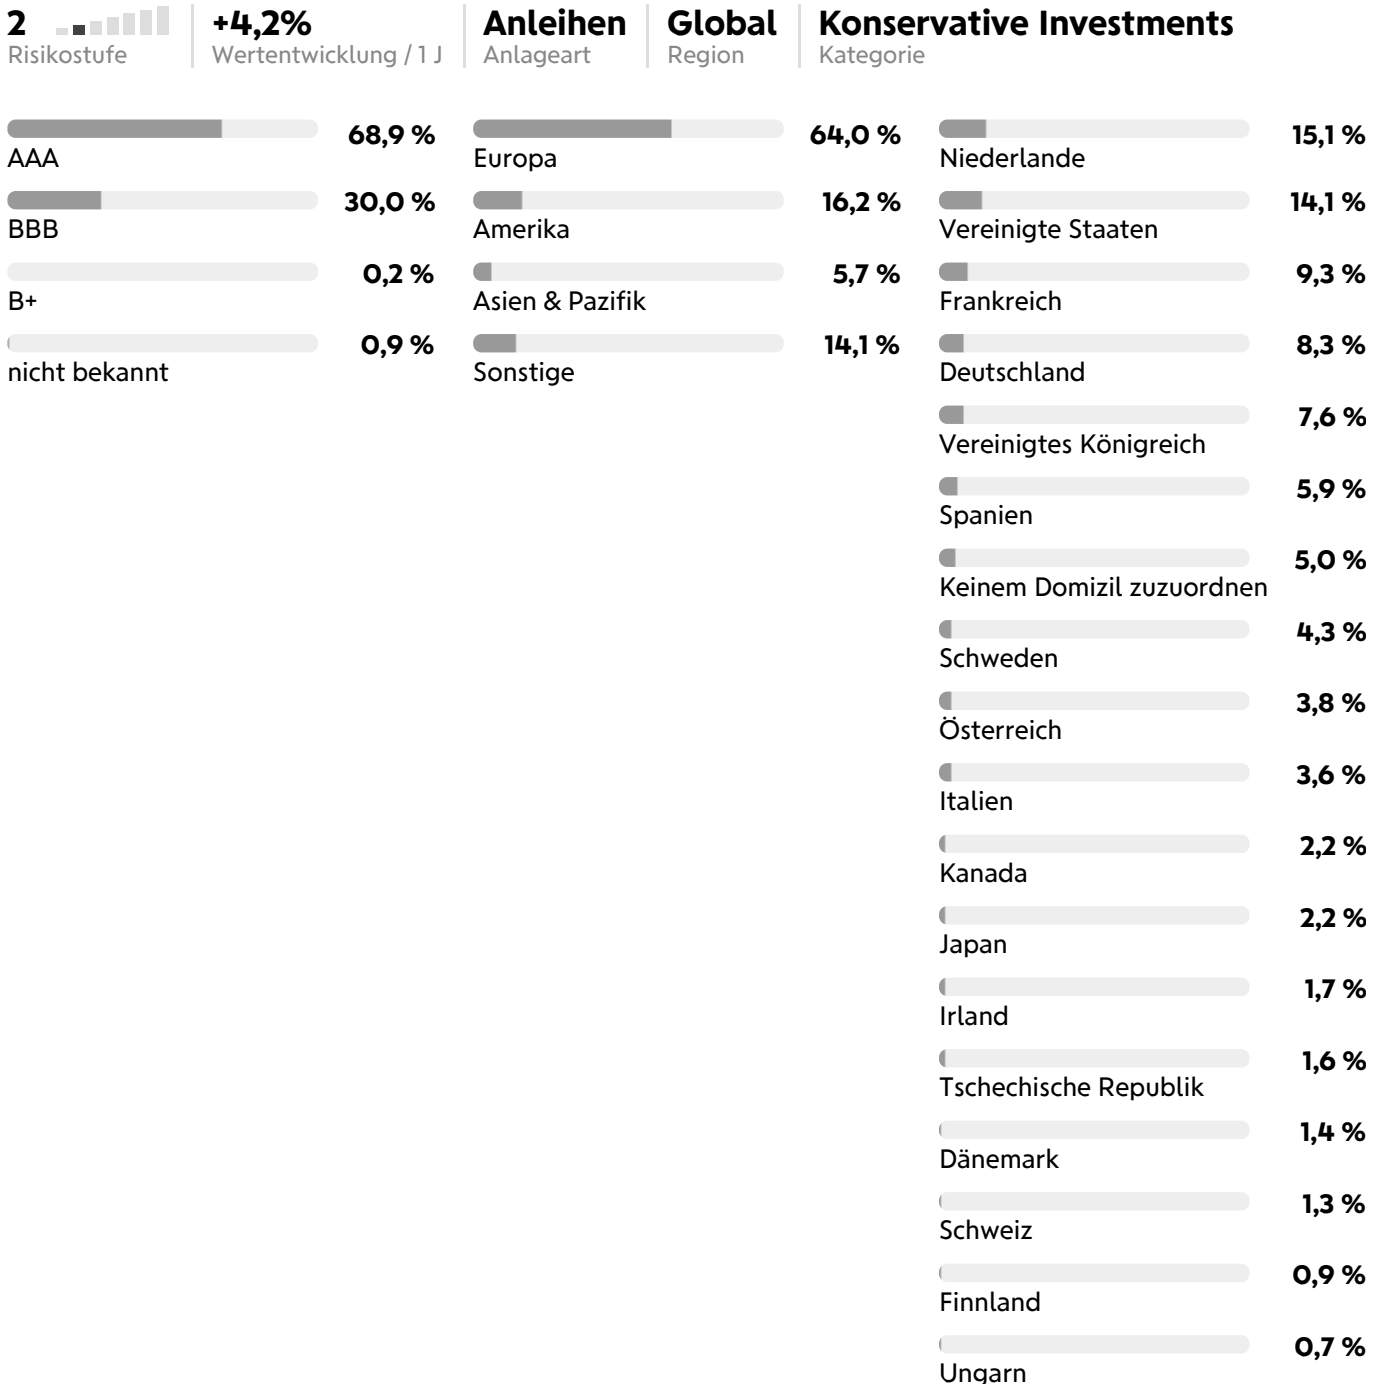 2
Risikostufe
+4,2%
Wertentwicklung / 1 J
Anleihen
Anlageart
Global
Region
Konservative Investments
Kategorie
68,9 %
AAA
30,0 %
BBB
0,2 %
B+
0,9 %
nicht bekannt
64,0 %
Europa
16,2 %
Amerika
5,7 %
Asien & Pazifik
14,1 %
Sonstige
15,1 %
Niederlande
14,1 %
Vereinigte Staaten
9,3 %
Frankreich
8,3 %
Deutschland
7,6 %
Vereinigtes Königreich
5,9 %
Spanien
5,0 %
Keinem Domizil zuzuordnen
4,3 %
Schweden
3,8 %
Österreich
3,6 %
Italien
2,2 %
Kanada
2,2 %
Japan
1,7 %
Irland
1,6 %
Tschechische Republik
1,4 %
Dänemark
1,3 %
Schweiz
0,9 %
Finnland
0,7 %
Ungarn